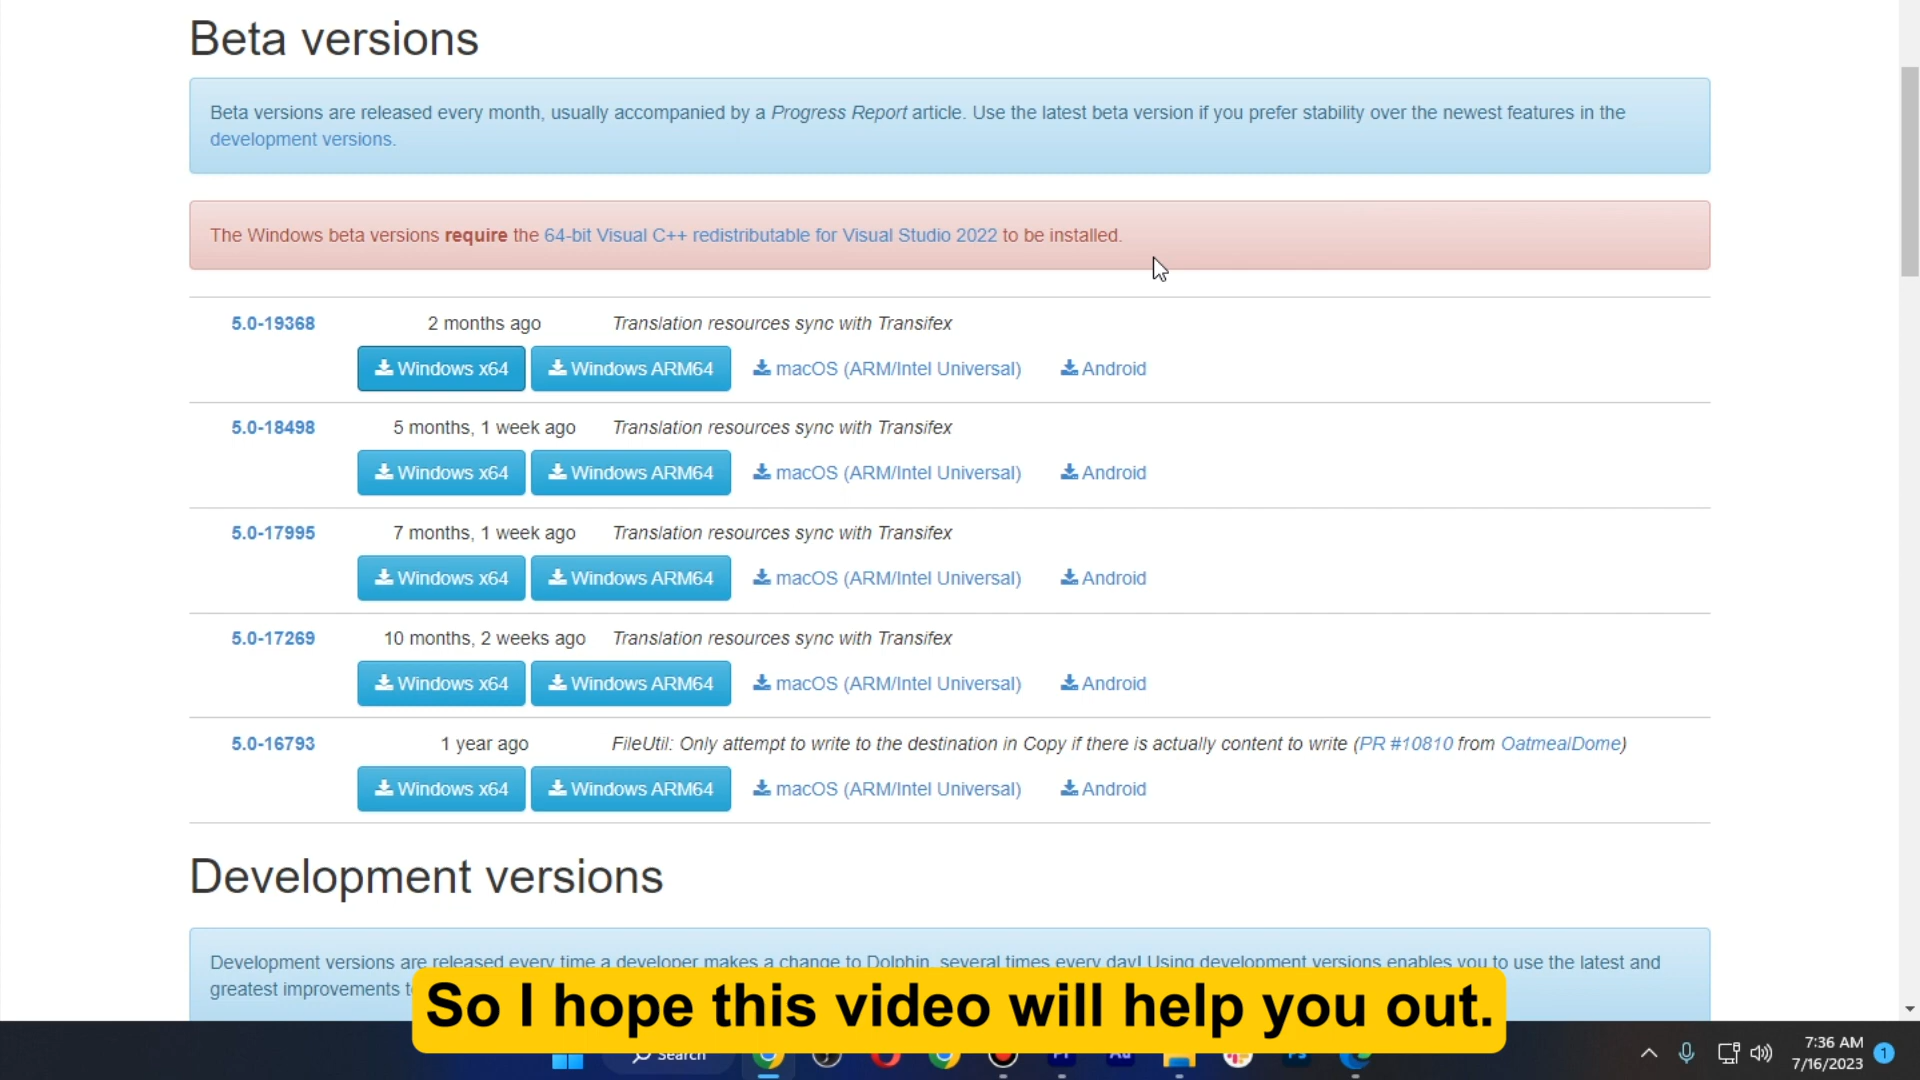 Beta versions
Beta versions are released every month, usually accompanied by a Progress Report article. Use the latest beta version if you prefer stability over the newest features in the
development versions.
The Windows beta versions require the 64-bit Visual C++ redistributable for Visual Studio 2022 to be installed.
5.0-19368 2 months ago Translation resources sync with Transifex
Windows x64 Windows ARM64 macOS (ARM/Intel Universal) Android
5.0-18498 5 months, 1 week ago Translation resources sync with Transifex
Windows x64 Windows ARM64 macOS (ARM/Intel Universal) Android
5.0-17995 7 months, 1 week ago Translation resources sync with Transifex
Windows x64 Windows ARM64 macOS (ARM/Intel Universal) Android
5.0-17269 10 months, 2 weeks ago Translation resources sync with Transifex
Windows x64 Windows ARM64 macOS (ARM/Intel Universal) Android
5.0-16793 1 year ago FileUtil: Only attempt to write to the destination in Copy if there is actually content to write (PR #10810 from OatmealDome)
Windows x64 Windows ARM64 macOS (ARM/Intel Universal) Android
Development versions
Development versions are released every time a developer makes a change to Dolphin, several times every day! Using development versions enables you to use the latest and
greatest improvements
So I hope this video will help you out.
Search
7:36 AM
7/16/2023 1